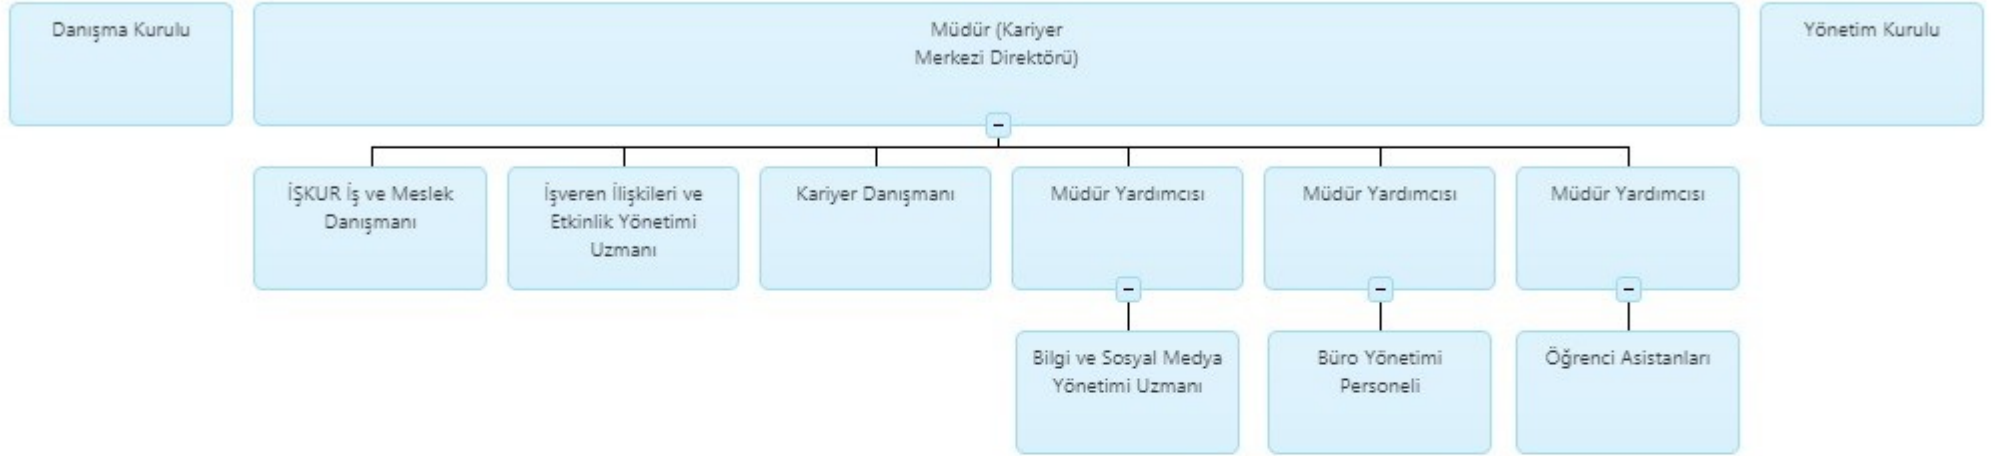 Danışma Kurulu
Müdür (Kariyer
Merkezi Direktörü)
Yönetim Kurulu
İŞKUR İş ve Meslek
Danışmanı
İşveren İlişkileri ve
Etkinlik Yönetimi
Uzmanı
Kariyer Danışmanı
Müdür Yardımcısı
Müdür Yardımcısı
Müdür Yardımcısı
Bilgi ve Sosyal Medya
Yönetimi Uzmanı
Büro Yönetimi
Personeli
Öğrenci Asistanları